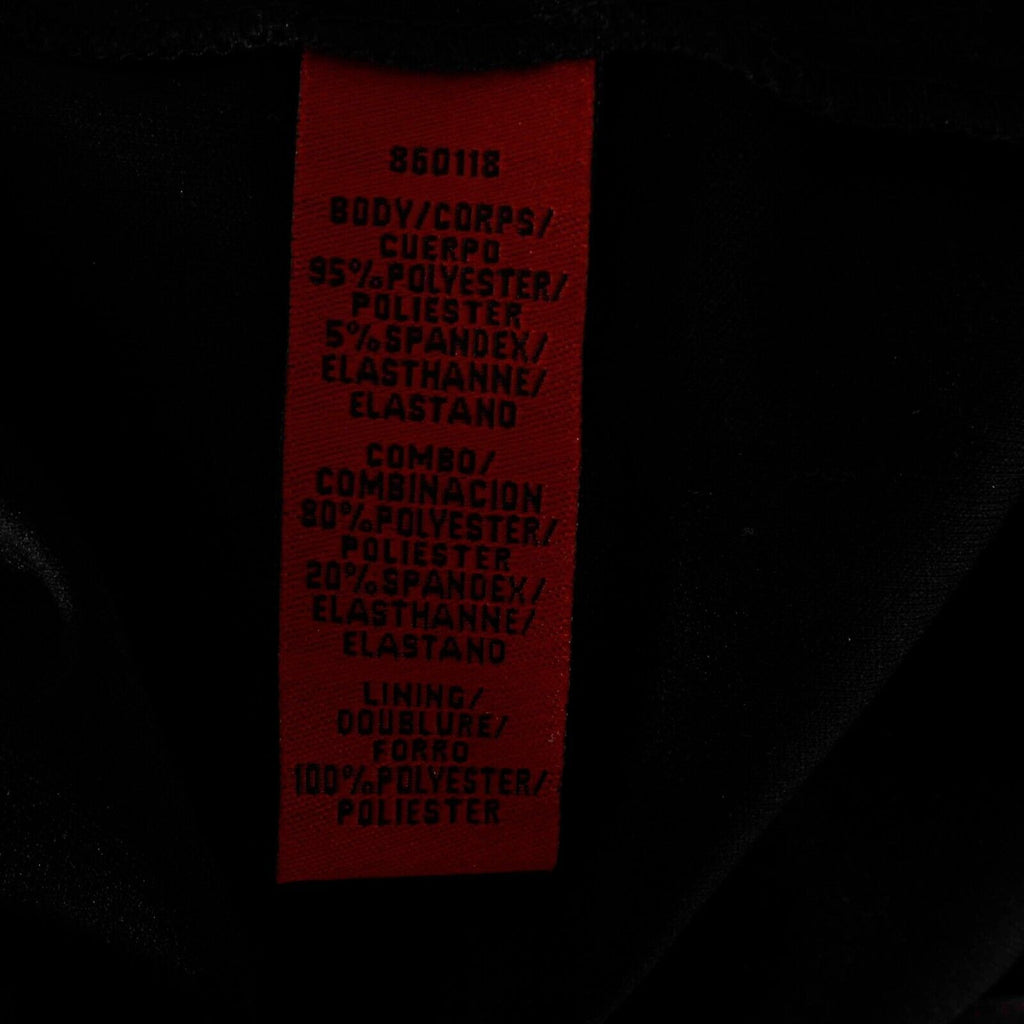 860118
BODY/CORPS/
CUERPO
95%POLYESTER/
POLIESTER
5%SPANDEX/
ELASTHANNE/
ELASTANO
COMBO/
COMBINACION
80%POLYESTER/
POLIESTER
20%SPANDEX/
ELASTHANNE/
ELASTANO
LINING/
DOUBLURE/
FORRO
100%POLYESTER/
POLIESTER